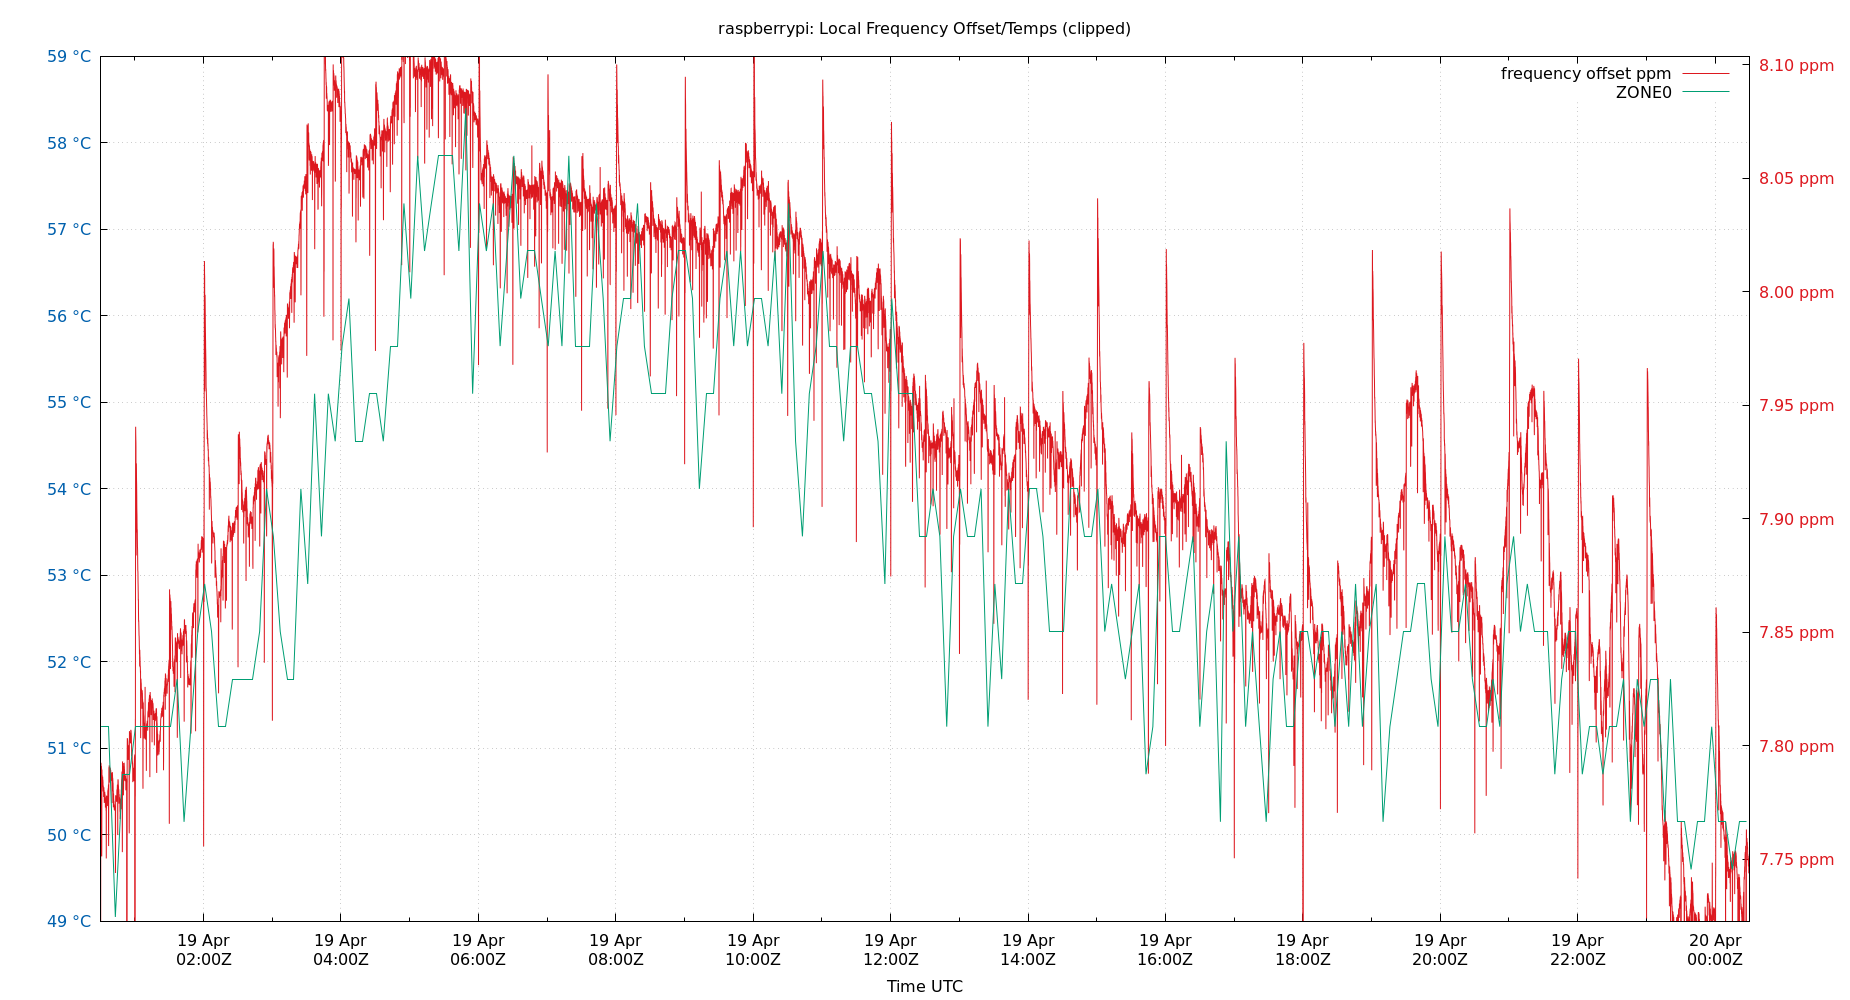 raspberrypi: Local Frequency Offset/Temps (clipped)
59 °C
58 °C
57 °C
56 °C
55 °C
54 °C
53 °C
52 °C
51 °C
50 °C
49 °C
frequency offset ppm
ZONE0
8.10 ppm
8.05 ppm
8.00 ppm
7.95 ppm
7.90 ppm
7.85 ppm
7.80 ppm
7.75 ppm
19 Apr 19 Apr 19 Apr 19 Apr 19 Apr 19 Apr 19 Apr 19 Apr 19 Apr 19 Apr 19 Apr 20 Apr
02:00Z 04:00Z 06:00Z 08:00Z 10:00Z 12:00Z 14:00Z 16:00Z 18:00Z 20:00Z 22:00Z 00:00Z
Time UTC